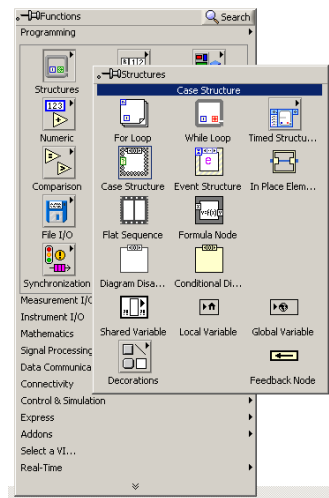 Functions
Search
Programming
Structures
Structures
Case Structure
Numeric
For Loop
While Loop
Timed Structu...
Comparison
Case Structure
Event Structure
In Place Elem...
File I/O
Flat Sequence
Formula Node
Synchronization
Diagram Disa...
Conditional Di...
Measurement I/O
Instrument I/O
Mathematics
Shared Variable
Local Variable
Global Variable
Signal Processing
Data Communica
Connectivity
Decorations
Feedback Node
Control & Simulation
Express
Addons
Select a VI...
Real-Time